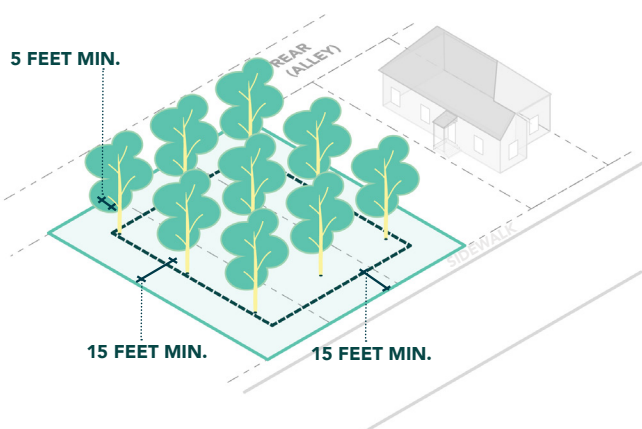 REAR
(ALLEY)
5 FEET MIN.
SIDEWALK
15 FEET MIN.
15 FEET MIN.